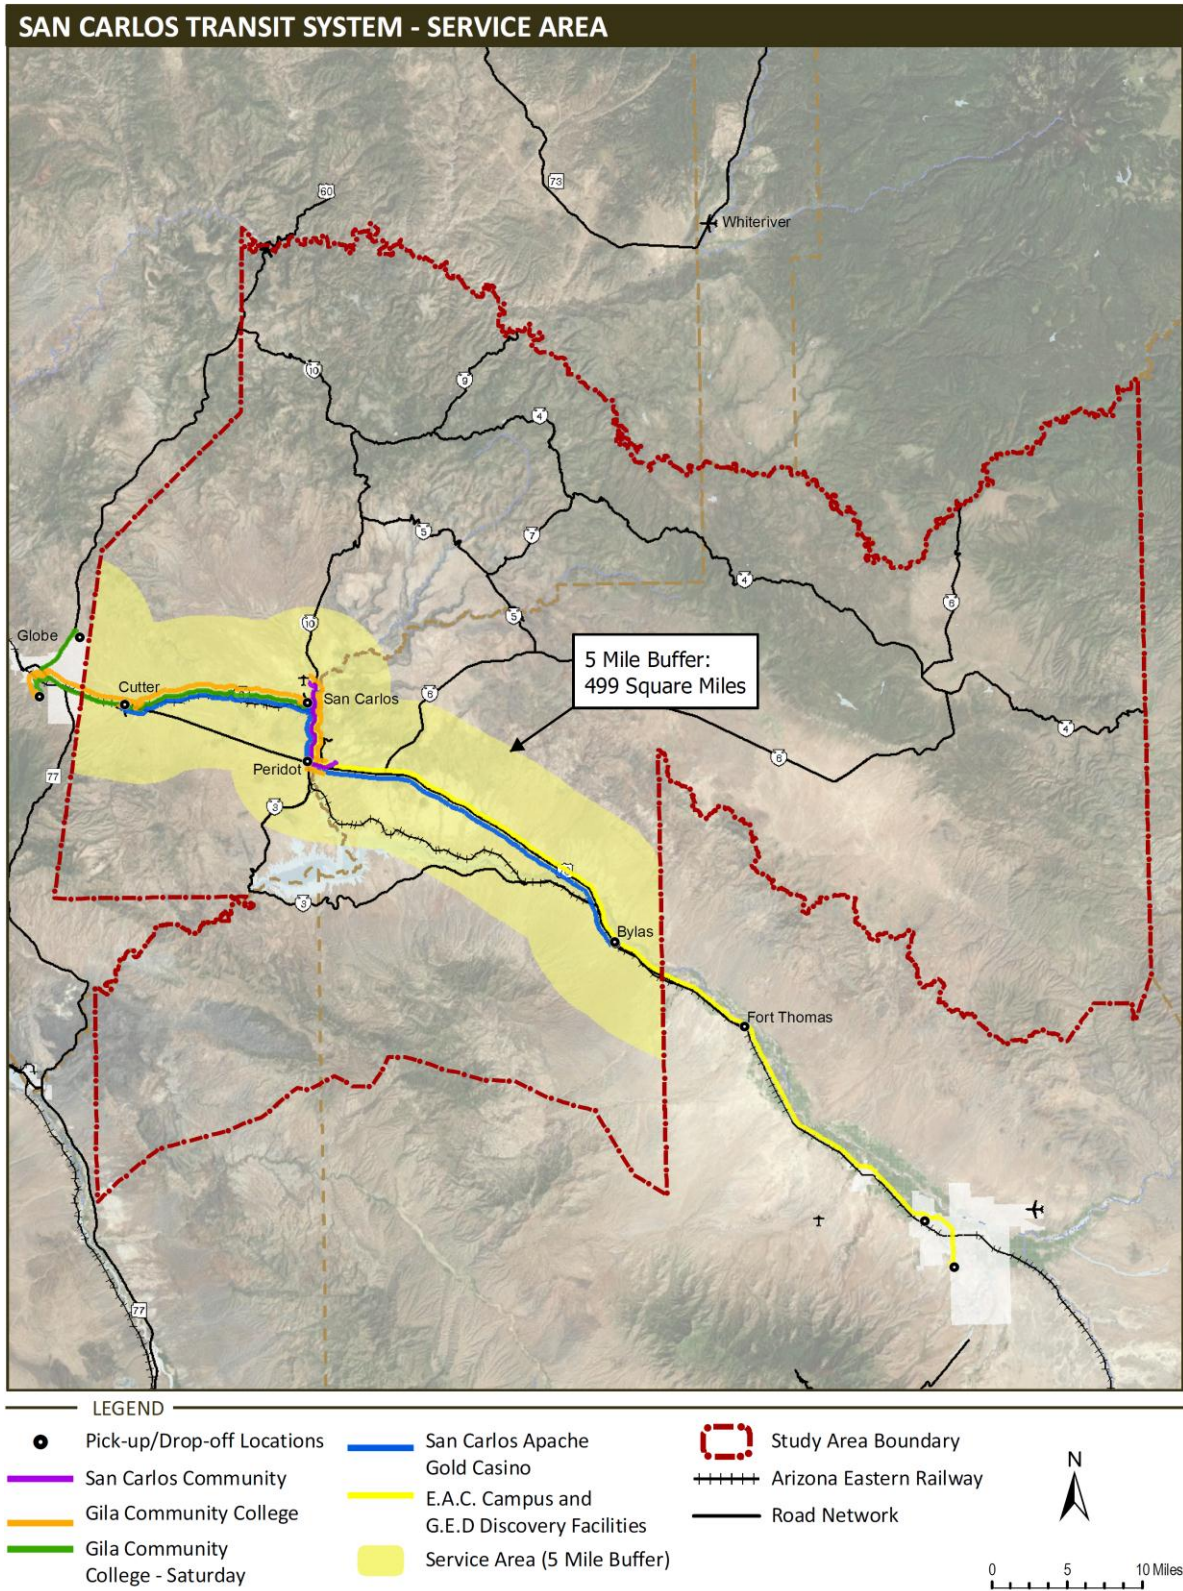 SAN CARLOS TRANSIT SYSTEM - SERVICE AREA
60
73
Whiteriver
10
9
4
5
7
4
6
5
10
Globe
5 Mile Buffer:
499 Square Miles
Cutter
San Carlos
6
4
Peridot
6
77
3
70
3
Bylas
Fort Thomas
77
LEGEND
Pick-up/Drop-off Locations
San Carlos Community
Gila Community College
Gila Community
College - Saturday
San Carlos Apache
Gold Casino
E.A.C. Campus and
G.E.D Discovery Facilities
Service Area (5 Mile Buffer)
Study Area Boundary
Arizona Eastern Railway
Road Network
N
0 5 10 Miles